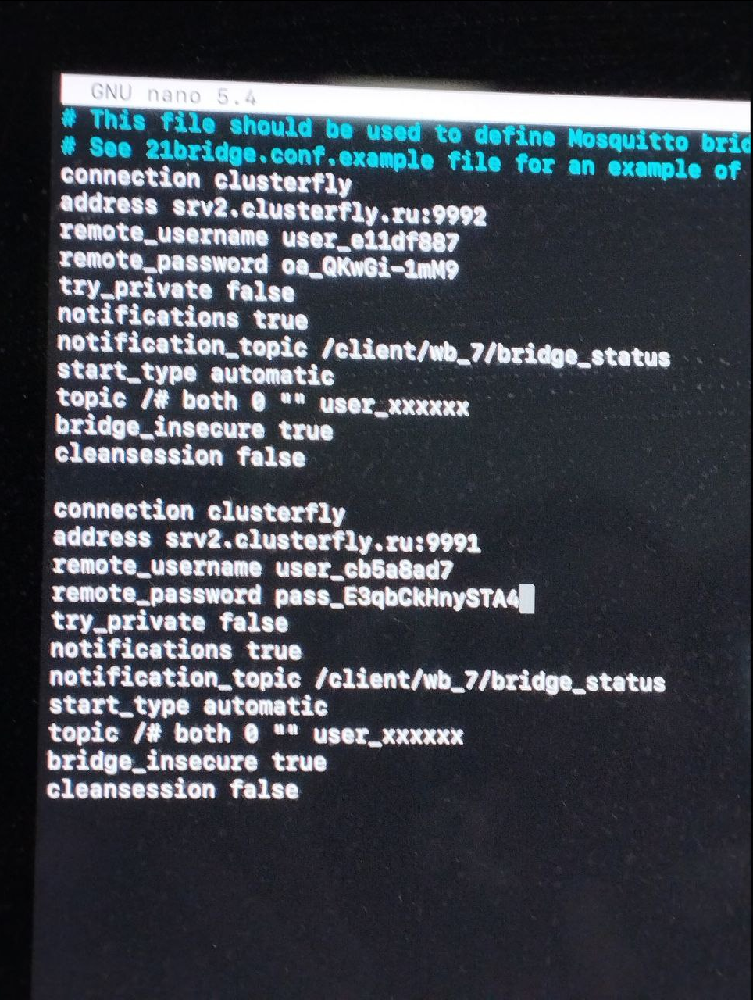 GNU nano 5.4
# This file should be used to define Mosquitto bri
# See 21bridge.conf.example file for an example of
connection clusterfly
address srv2.clusterfly.ru:9992
remote_username user_e11df887
remote_password oa_QKwGi-1mM9
try_private false
notifications true
notification_topic /client/wb_7/bridge_status
start_type automatic
topic /# both 0 "" user_xxxxxx
bridge_insecure true
cleansession false
connection clusterfly
address srv2.clusterfly.ru:9991
remote_username user_cb5a8ad7
remote_password pass_E3qbCkHnySTA4
try_private false
notifications true
notification_topic /client/wb_7/bridge_status
start_type automatic
topic /# both 0 "" user_xxxxxx
bridge_insecure true
cleansession false